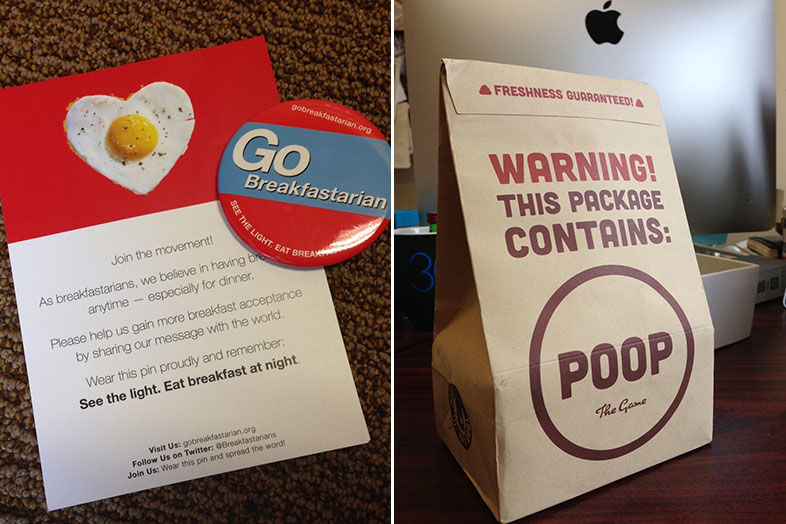 Join the movement!
As breakfastarians, we believe in having
anytime — especially for dinner.
Please help us gain more breakfast acceptance
by sharing our message with the world.
Wear this pin proudly and remember:
See the light. Eat breakfast at night.
Visit Us: gobreakfastarian.org
Follow Us on Twitter: @Breakfastarians
Join Us: Wear this pin and spread the word!
gobreakfastarian.org
Go
Breakfastarian
SEE THE LIGHT. EAT
FRESHNESS GUARANTEED!
WARNING!
THIS PACKAGE
CONTAINS:
POOP
The Game